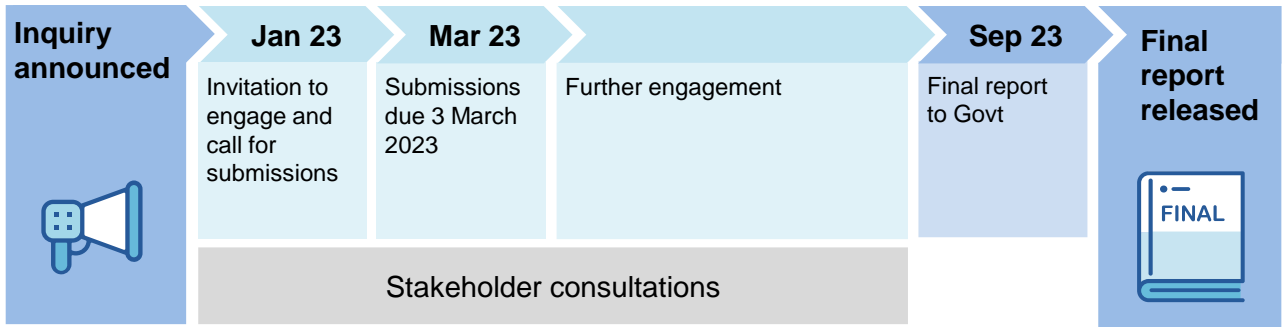 Inquiry
announced
Jan 23
Invitation to
engage and
call for
submissions
Mar 23
Submissions
due 3 March
2023
Further engagement
Stakeholder consultations
Sep 23
Final report
to Govt
Final
report
released
FINAL